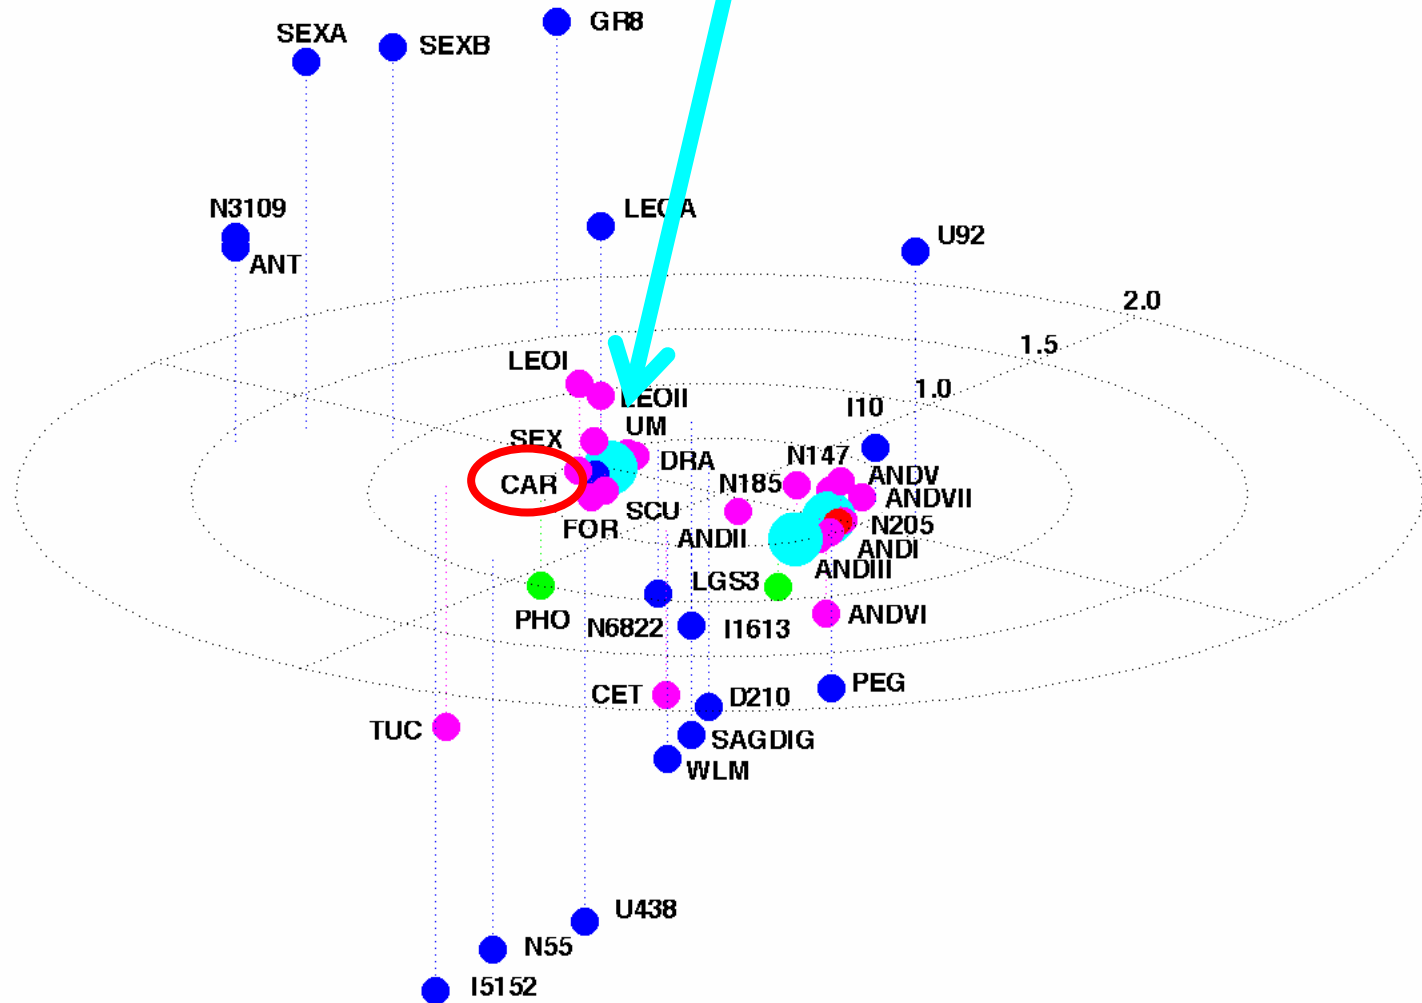 GR8
SEXA
SEXB
N3109
LEOA
U92
ANT
2.0
1.5
LEOI
1.0
LEOII
I10
UM
SEX
N147
DRA
ANDV
CAR
N185
ANDVII
SCU
N205
FOR
ANDII
ANDI
ANDIII
LGS3
PHO
ANDVI
N6822
I1613
PEG
CET
D210
TUC
SAGDIG
WLM
U438
N55
I5152